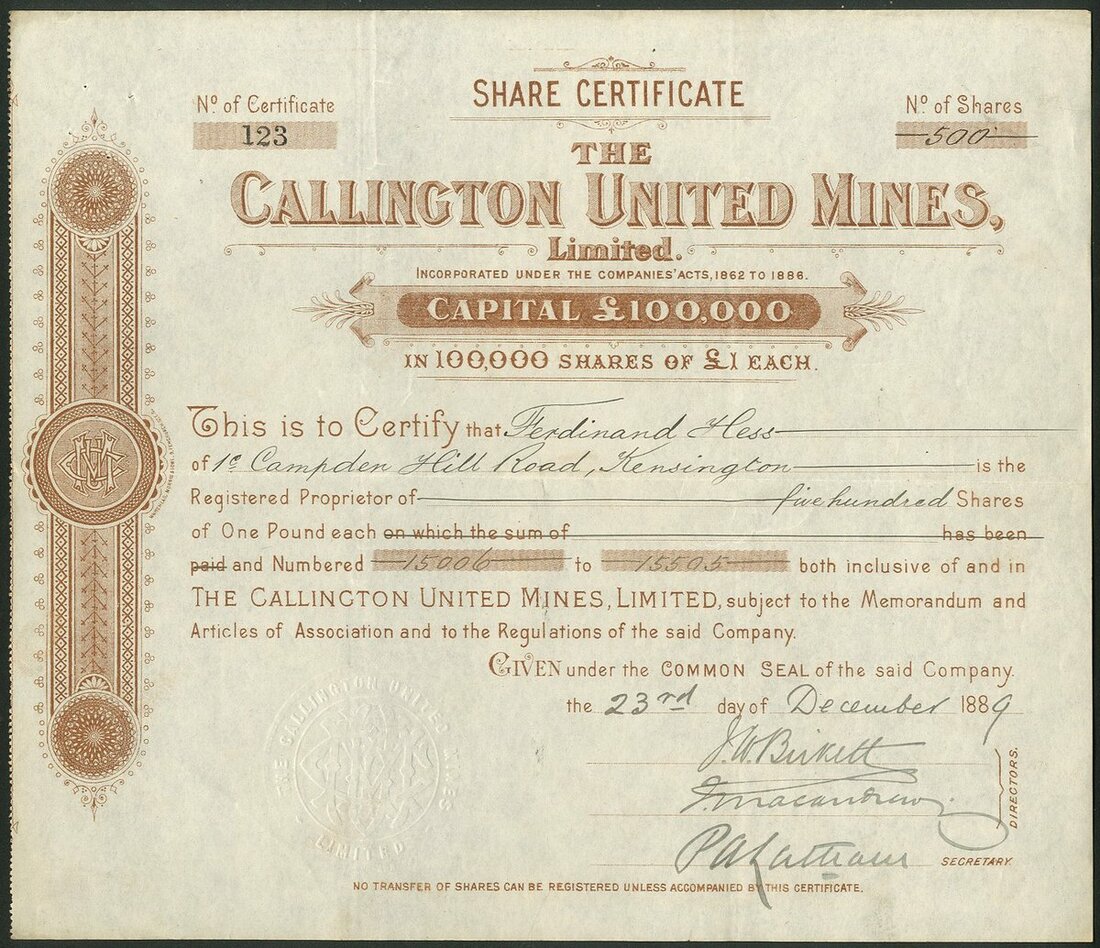 SHARE CERTIFICATE
Nº of Certificate
123
Nº of Shares
500
THE
CALLINGTON UNITED MINES,
Limited.
INCORPORATED UNDER THE COMPANIES' ACTS, 1862 TO 1886.
CAPITAL £100,000
IN 100,000 SHARES OF £1 EACH.
This is to Certify that Ferdinand Hess
of 1c Campden Hill Road, Kensington is the
Registered Proprietor of five hundred Shares
of One Pound each on which the sum of has been
paid and Numbered 15006 to 15505 both inclusive of and in
THE CALLINGTON UNITED MINES, LIMITED, subject to the Memorandum and
Articles of Association and to the Regulations of the said Company.
GIVEN under the COMMON SEAL of the said Company.
the 23rd day of December 1889
J.W. Birkett
J. Macandrew
DIRECTORS.
P A Latham
SECRETARY.
THE CALLINGTON UNITED MINES
LIMITED
NO TRANSFER OF SHARES CAN BE REGISTERED UNLESS ACCOMPANIED BY THIS CERTIFICATE.